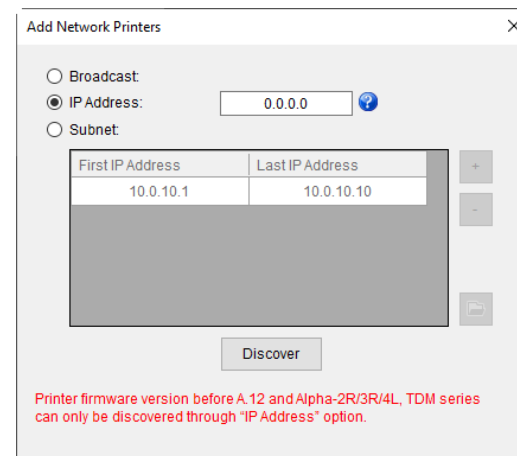 Add Network Printers
Broadcast:
IP Address: 0.0.0.0 ?
Subnet:
First IP Address Last IP Address
10.0.10.1 10.0.10.10
+
-
Discover
Printer firmware version before A.12 and Alpha-2R/3R/4L, TDM series
can only be discovered through “IP Address” option.